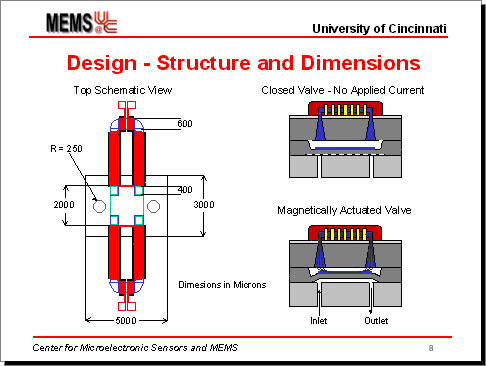 MEMS UC@C
University of Cincinnati
Design - Structure and Dimensions
Top Schematic View
Closed Valve - No Applied Current
600
R = 250
400
2000
3000
Magnetically Actuated Valve
Dimesions in Microns
5000
Inlet
Outlet
Center for Microelectronic Sensors and MEMS
8